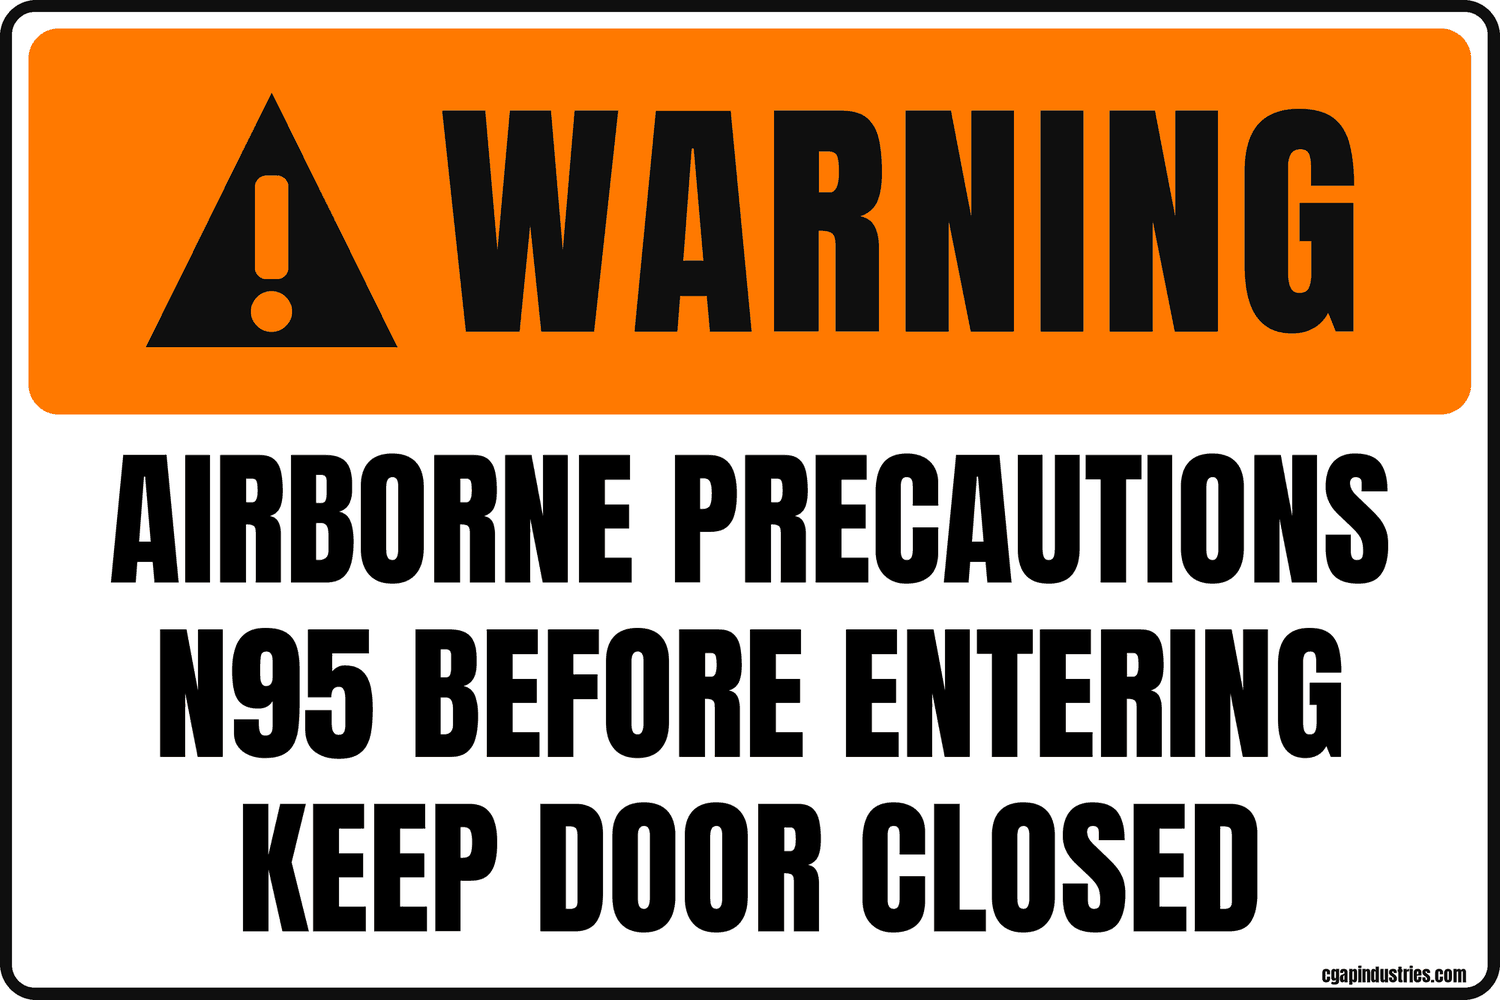 WARNING
AIRBORNE PRECAUTIONS
N95 BEFORE ENTERING
KEEP DOOR CLOSED
cgapindustries.com